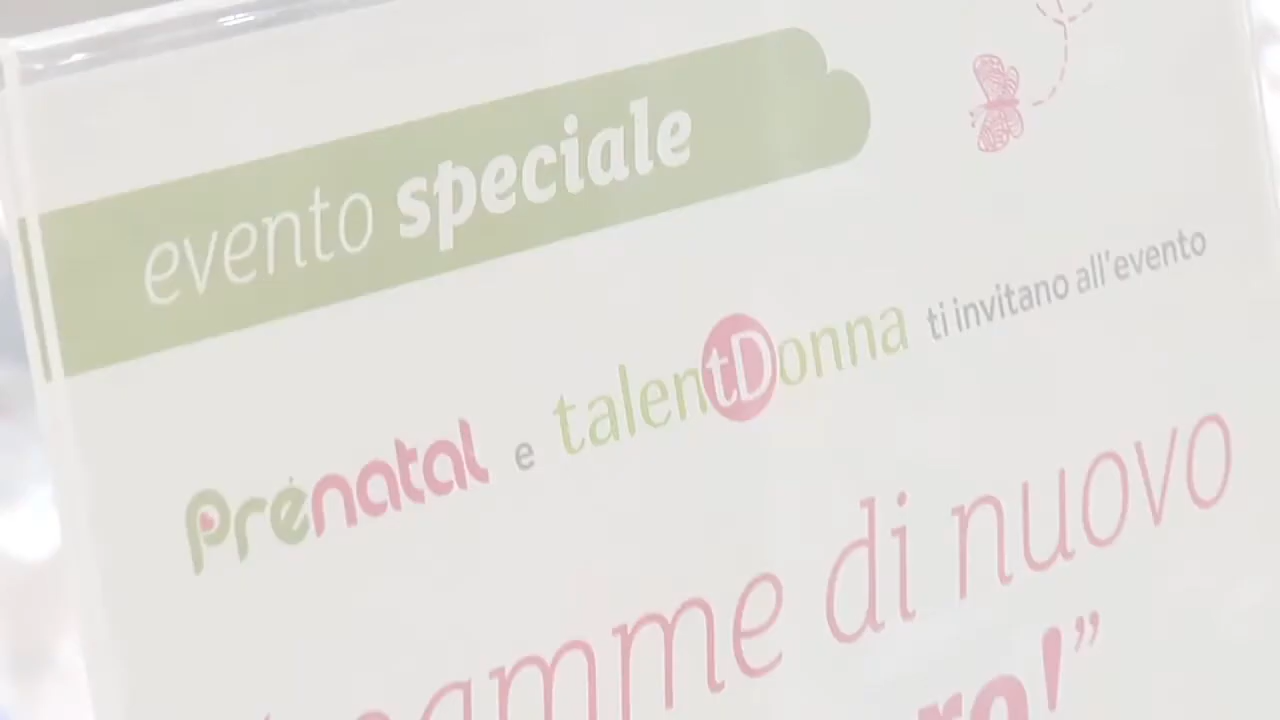 evento speciale
Prénatal e talentDonna ti invitano all'evento
di nuovo